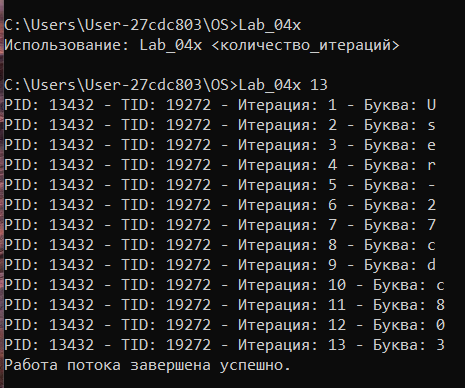 C:\Users\User-27cdc803\OS>Lab_04x
Использование: Lab_04x <количество_итераций>
C:\Users\User-27cdc803\OS>Lab_04x 13
PID: 13432 - TID: 19272 - Итерация: 1 - Буква: U
PID: 13432 - TID: 19272 - Итерация: 2 - Буква: s
PID: 13432 - TID: 19272 - Итерация: 3 - Буква: e
PID: 13432 - TID: 19272 - Итерация: 4 - Буква: r
PID: 13432 - TID: 19272 - Итерация: 5 - Буква: -
PID: 13432 - TID: 19272 - Итерация: 6 - Буква: 2
PID: 13432 - TID: 19272 - Итерация: 7 - Буква: 7
PID: 13432 - TID: 19272 - Итерация: 8 - Буква: c
PID: 13432 - TID: 19272 - Итерация: 9 - Буква: d
PID: 13432 - TID: 19272 - Итерация: 10 - Буква: c
PID: 13432 - TID: 19272 - Итерация: 11 - Буква: 8
PID: 13432 - TID: 19272 - Итерация: 12 - Буква: 0
PID: 13432 - TID: 19272 - Итерация: 13 - Буква: 3
Работа потока завершена успешно.